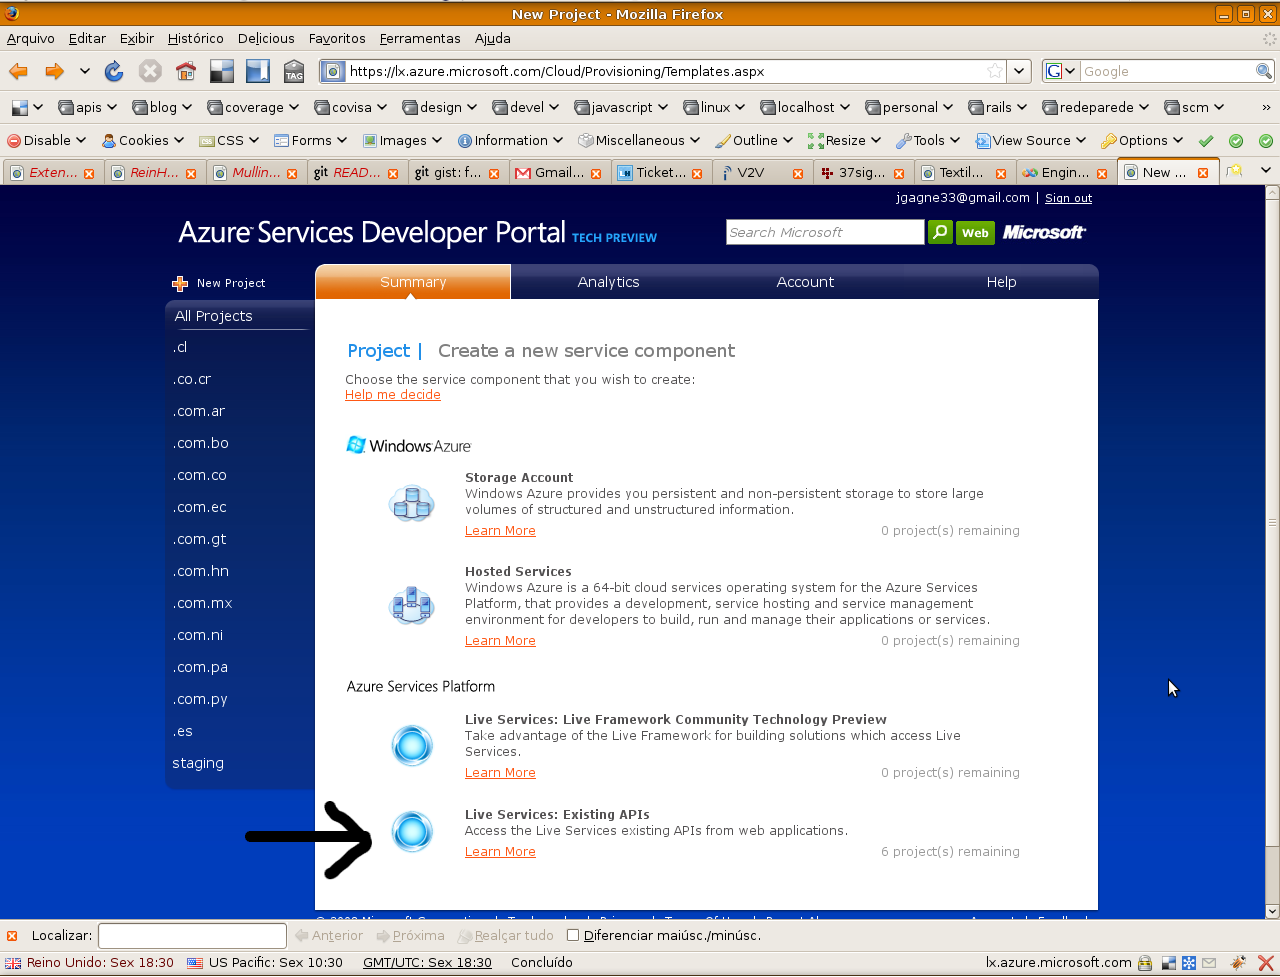 New Project - Mozilla Firefox
Arquivo Editar Exibir Histórico Delicious Favoritos Ferramentas Ajuda
TAG https://lx.azure.microsoft.com/Cloud/Provisioning/Templates.aspx G Google
apis blog coverage covisa design devel javascript linux localhost personal rails redeparede scm »
Disable Cookies CSS Forms Images Information Miscellaneous Outline Resize Tools View Source Options
Exten... ReinH... Mullin... git READ... git gist: f... Gmail... Ticket... V2V 37sig... Textil... Engin... New ...
jgagne33@gmail.com | Sign out
Azure Services Developer Portal TECH PREVIEW Search Microsoft Web Microsoft
New Project Summary Analytics Account Help
All Projects
.cl
.co.cr
.com.ar
.com.bo
.com.co
.com.ec
.com.gt
.com.hn
.com.mx
.com.ni
.com.pa
.com.py
.es
staging
Project | Create a new service component
Choose the service component that you wish to create:
Help me decide
Windows Azure
Storage Account
Windows Azure provides you persistent and non-persistent storage to store large
volumes of structured and unstructured information.
Learn More 0 project(s) remaining
Hosted Services
Windows Azure is a 64-bit cloud services operating system for the Azure Services
Platform, that provides a development, service hosting and service management
environment for developers to build, run and manage their applications or services.
Learn More 0 project(s) remaining
Azure Services Platform
Live Services: Live Framework Community Technology Preview
Take advantage of the Live Framework for building solutions which access Live
Services.
Learn More 0 project(s) remaining
Live Services: Existing APIs
Access the Live Services existing APIs from web applications.
Learn More 6 project(s) remaining
Localizar: Anterior Próxima Realçar tudo Diferenciar maiúsc./minúsc.
Reino Unido: Sex 18:30 US Pacific: Sex 10:30 GMT/UTC: Sex 18:30 Concluído lx.azure.microsoft.com